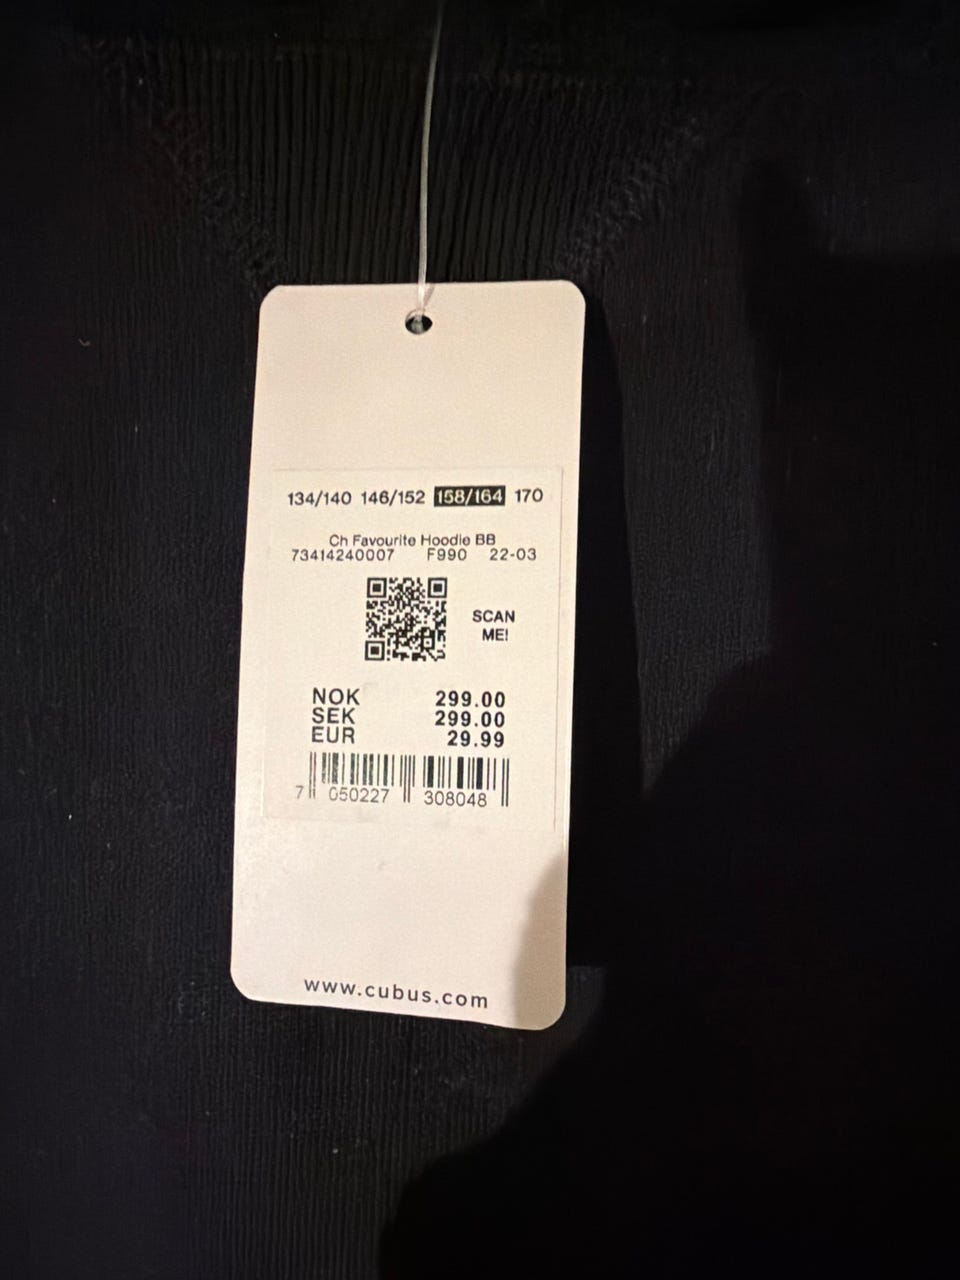 134/140 146/152 158/164 170
Ch Favourite Hoodie BB
73414240007 F990 22-03
SCAN
ME!
NOK 299.00
SEK 299.00
EUR 29.99
7 050227 308048
www.cubus.com